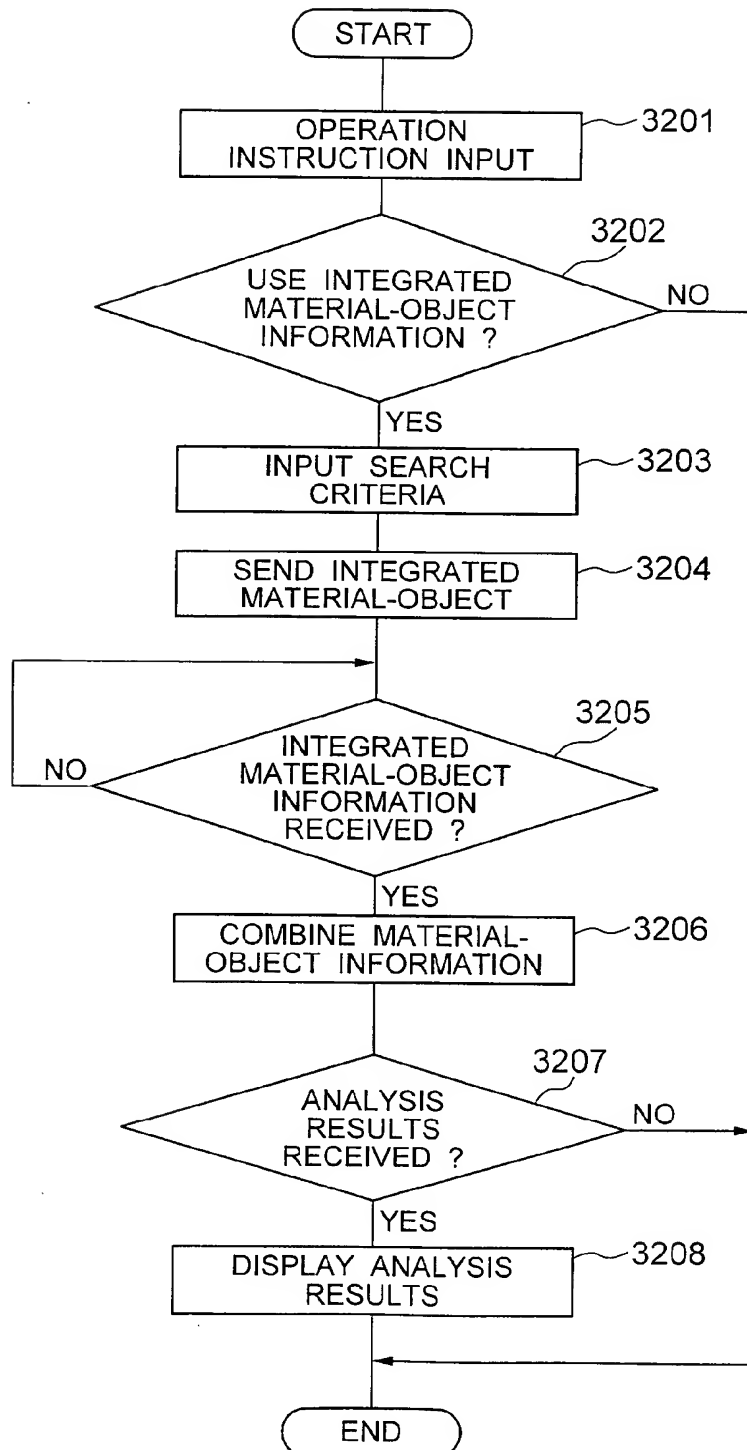 START
OPERATION
INSTRUCTION INPUT
3201
3202
USE INTEGRATED
MATERIAL-OBJECT
INFORMATION ?
NO
YES
INPUT SEARCH
CRITERIA
3203
SEND INTEGRATED
MATERIAL-OBJECT
3204
3205
INTEGRATED
MATERIAL-OBJECT
INFORMATION
RECEIVED ?
NO
YES
COMBINE MATERIAL-
OBJECT INFORMATION
3206
3207
ANALYSIS
RESULTS
RECEIVED ?
NO
YES
DISPLAY ANALYSIS
RESULTS
3208
END